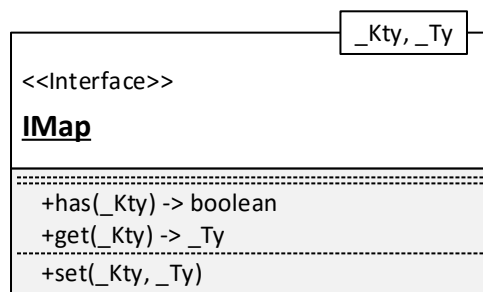 _Kty, _Ty
<<Interface>>
IMap
+has(_Kty) -> boolean
+get(_Kty) -> _Ty
+set(_Kty, _Ty)